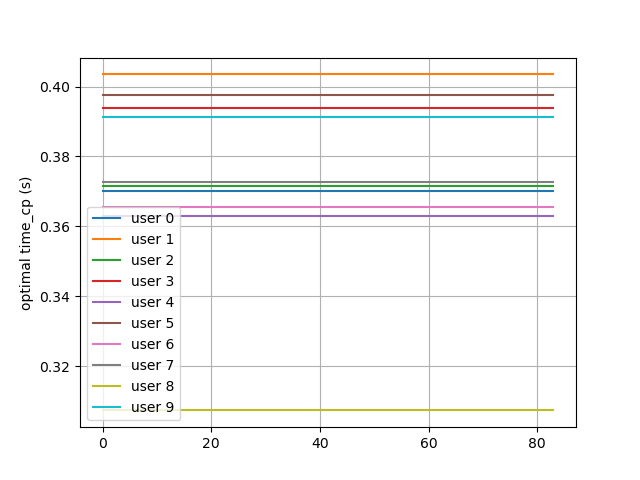 optimal time_cp (s)
0.40
0.38
0.36
0.34
0.32
user 0
user 1
user 2
user 3
user 4
user 5
user 6
user 7
user 8
user 9
0 20 40 60 80